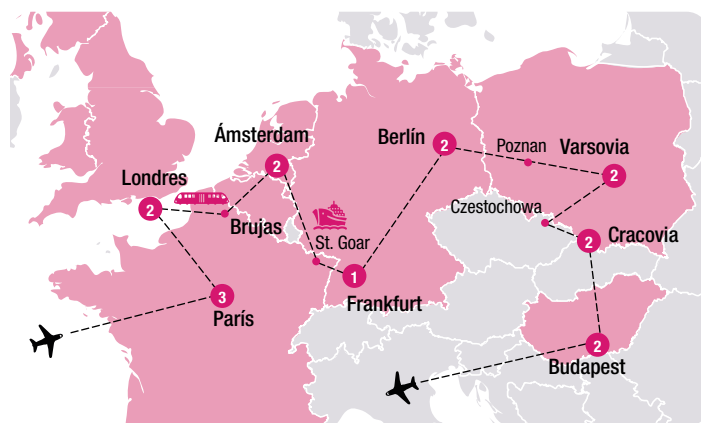 Ámsterdam
2
Berlín
2
Poznan
Varsovia
2
Londres
2
Brujas
St. Goar
Czestochowa
2
Cracovia
3
París
1
Frankfurt
2
Budapest